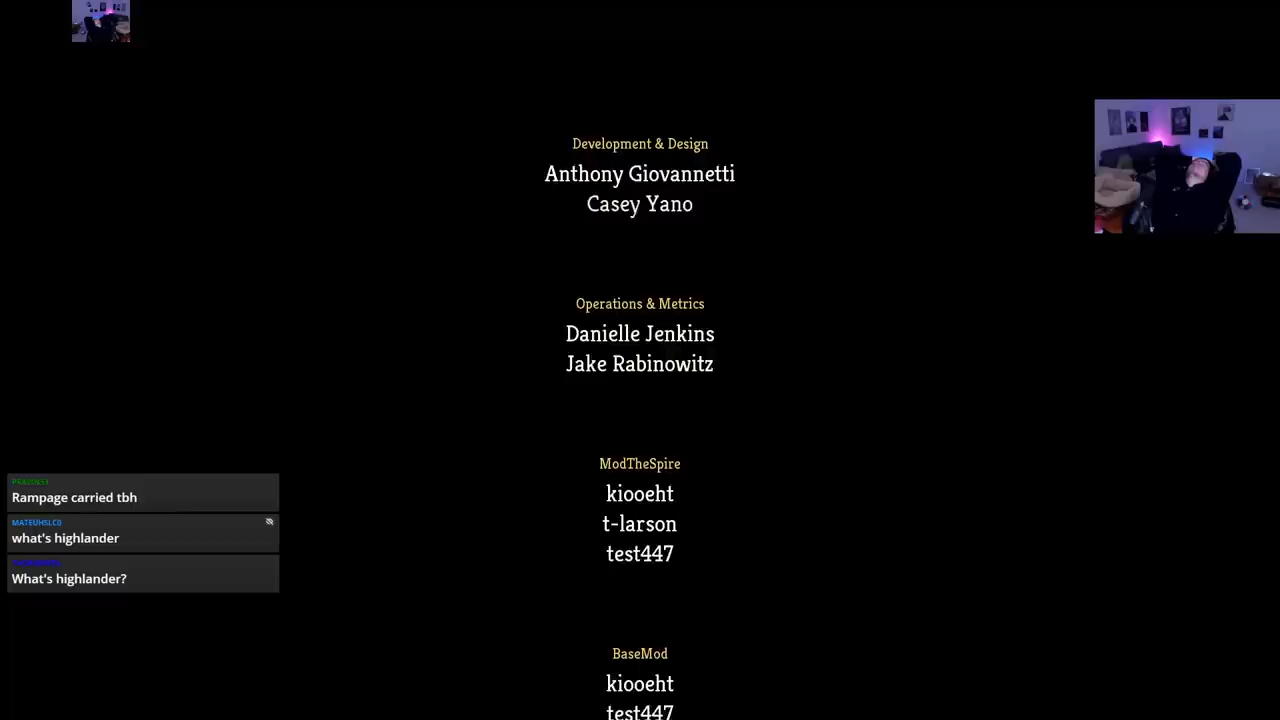 Development & Design
Anthony Giovannetti
Casey Yano
Operations & Metrics
Danielle Jenkins
Jake Rabinowitz
ModTheSpire
kiooeht
t-larson
test447
Rampage carried tbh
MATEUHSLC0
what's highlander
What's highlander?
BaseMod
kiooeht
test447